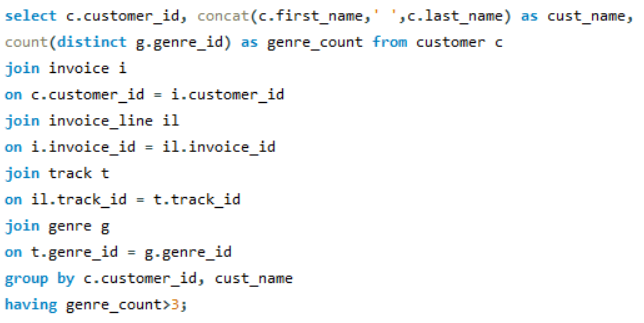 select c.customer_id, concat(c.first_name,' ',c.last_name) as cust_name,
count(distinct g.genre_id) as genre_count from customer c
join invoice i
on c.customer_id = i.customer_id
join invoice_line il
on i.invoice_id = il.invoice_id
join track t
on il.track_id = t.track_id
join genre g
on t.genre_id = g.genre_id
group by c.customer_id, cust_name
having genre_count>3;